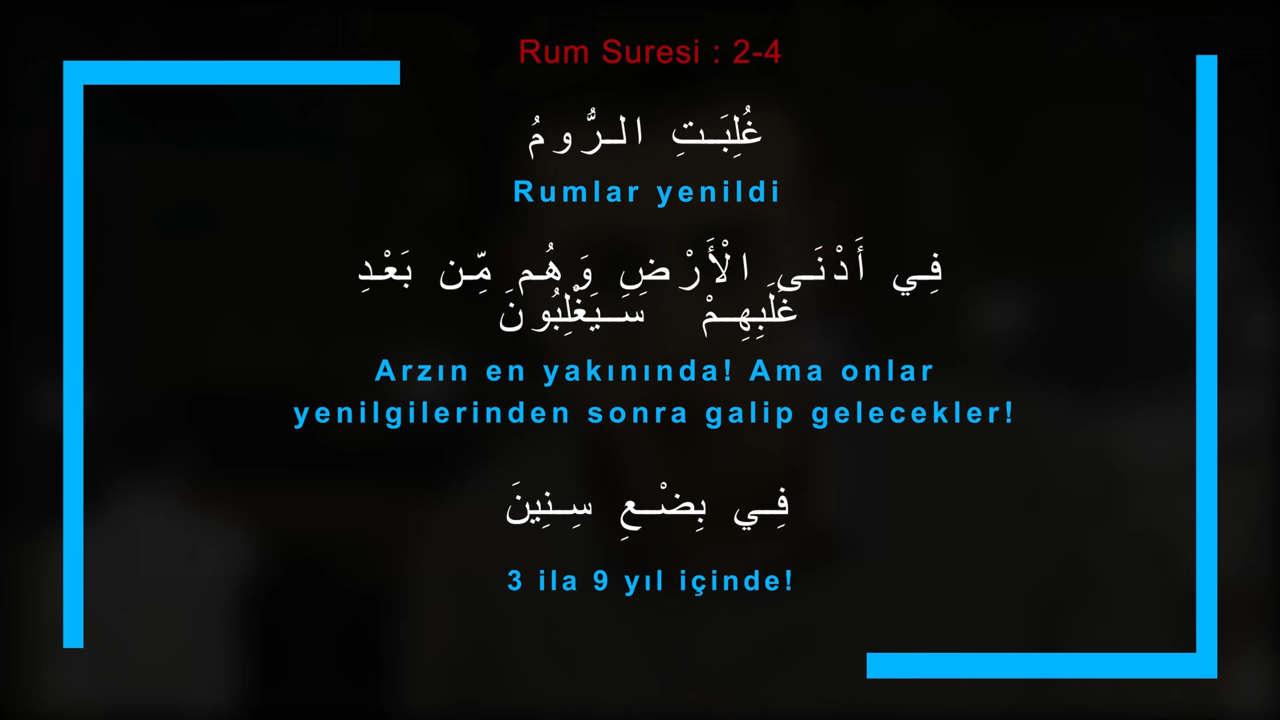 Rum Suresi : 2-4
غُلِبَتِ الرُّومُ
Rumlar yenildi
فِي أَدْنَى الْأَرْضِ وَهُم مِّن بَعْدِ
غَلَبِهِمْ سَيَغْلِبُونَ
Arzın en yakınında! Ama onlar
yenilgilerinden sonra galip gelecekler!
فِي بِضْعِ سِنِينَ
3 ila 9 yıl içinde!